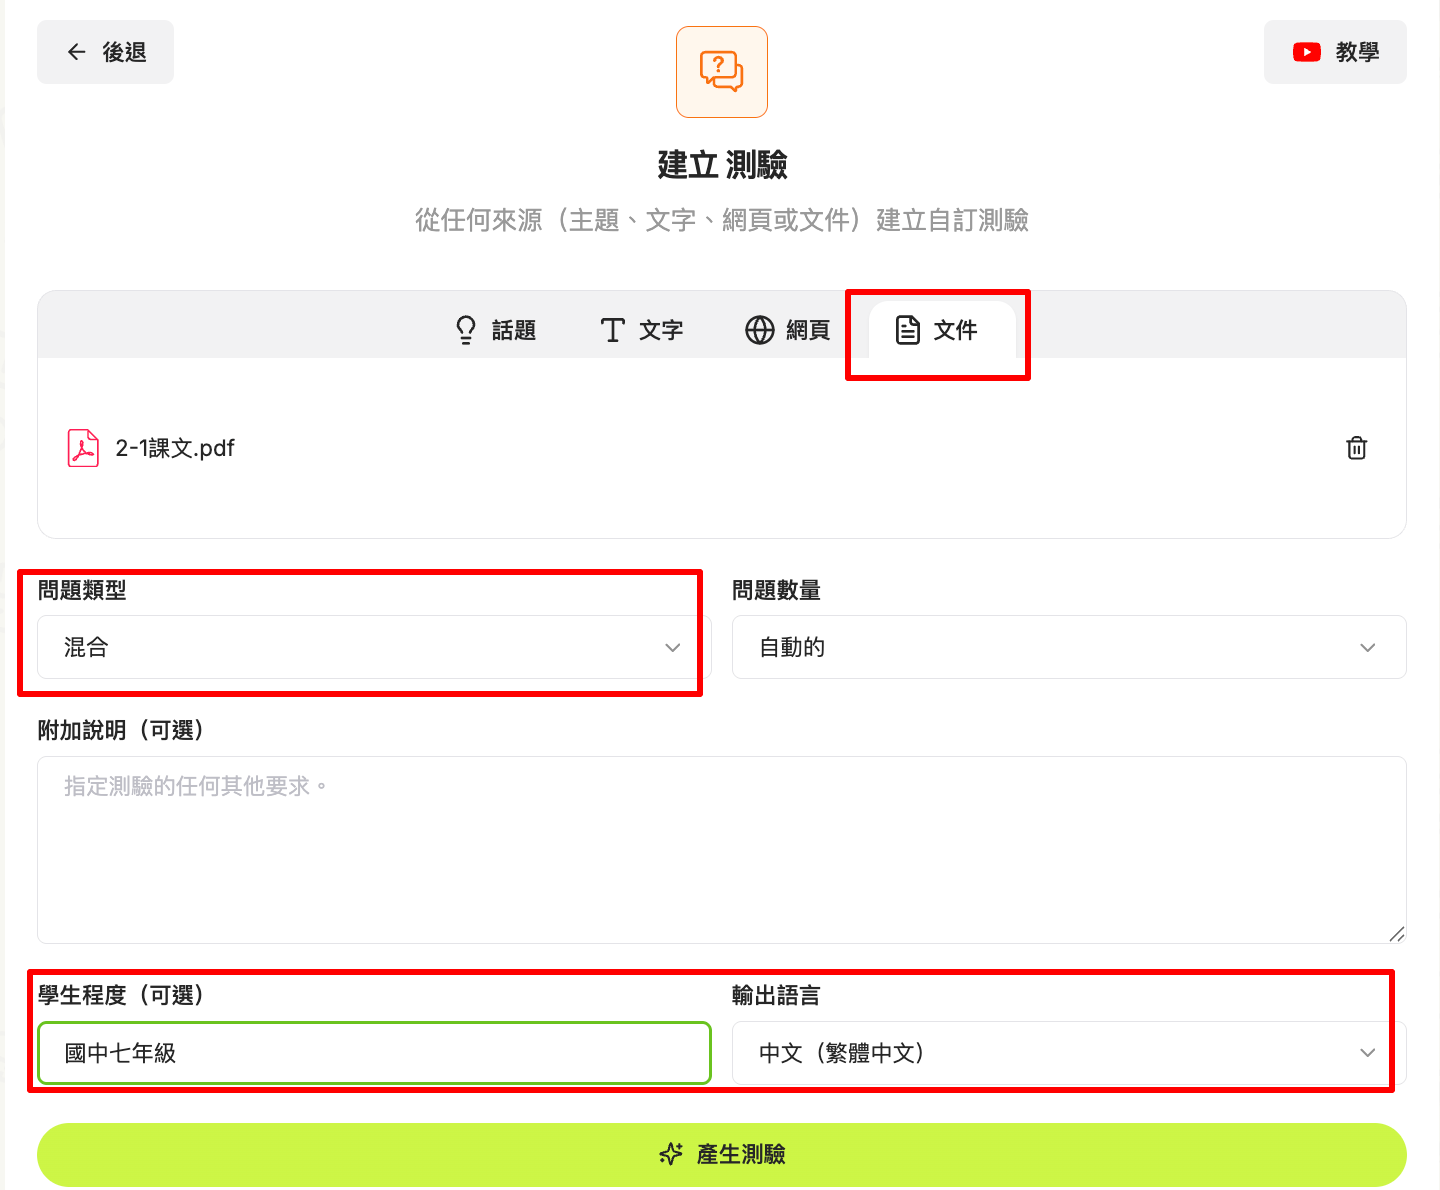 後退
教學
建立 測驗
從任何來源（主題、文字、網頁或文件）建立自訂測驗
話題
文字
網頁
文件
2-1課文.pdf
問題類型
問題數量
混合
自動的
附加說明（可選）
指定測驗的任何其他要求。
學生程度（可選）
輸出語言
國中七年級
中文（繁體中文）
產生測驗